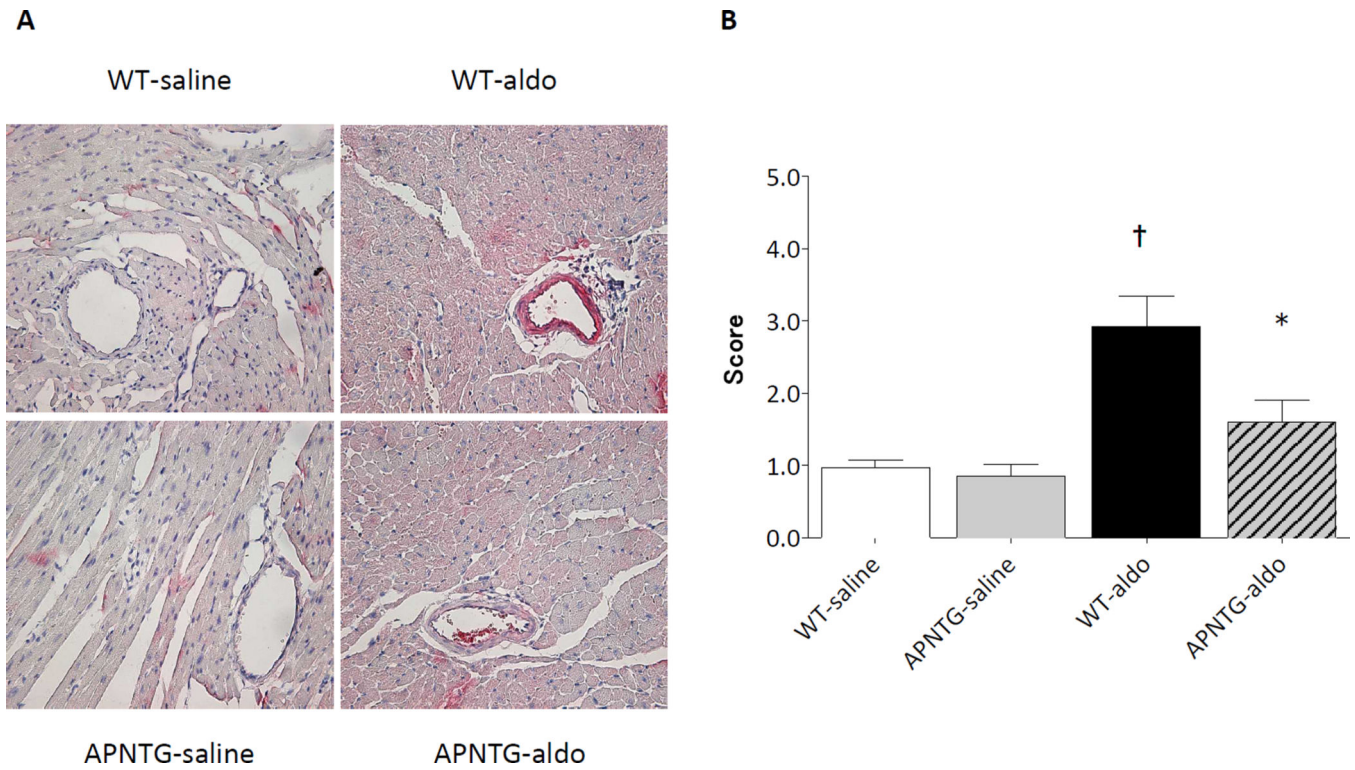 A
B
WT-saline
WT-aldo
APNTG-saline
APNTG-aldo
†
*
5.0
4.0
3.0
2.0
1.0
0.0
Score
WT-saline
APNTG-saline
WT-aldo
APNTG-aldo